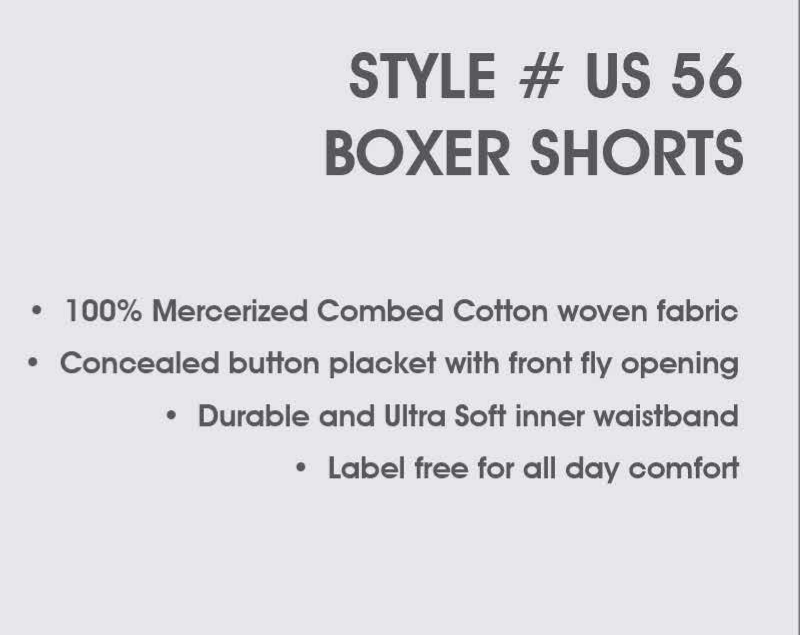 STYLE # US 56
BOXER SHORTS
• 100% Mercerized Combed Cotton woven fabric
• Concealed button placket with front fly opening
• Durable and Ultra Soft inner waistband
• Label free for all day comfort